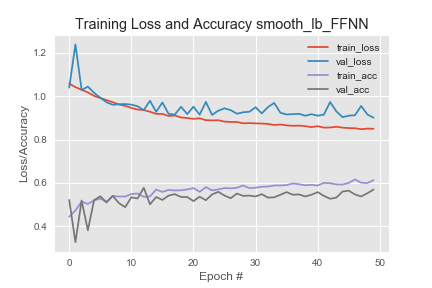 Training Loss and Accuracy smooth_lb_FFNN
train_loss
val_loss
train_acc
val_acc
1.2
1.0
0.8
0.6
0.4
Loss/Accuracy
0 10 20 30 40 50
Epoch #